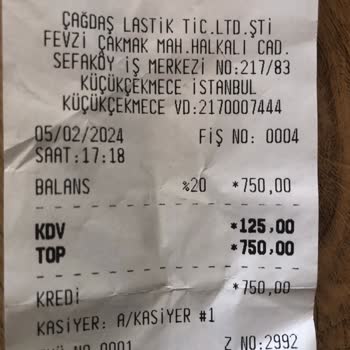 ÇAĞDAŞ LASTİK TİC.LTD.ŞTİ
FEVZİ ÇAKMAK MAH.HALKALI CAD.
SEFAKÖY İŞ MERKEZİ NO:217/83
KÜÇÜKÇEKMECE İSTANBUL
KÜÇÜKÇEKMECE VD:2170007444
05/02/2024 FİŞ NO: 0004
SAAT:17:18
BALANS %20 *750,00
KDV *125,00
TOP *750,00
KREDİ *750,00
KASİYER: A/KASİYER #1
0001 Z NO:2992